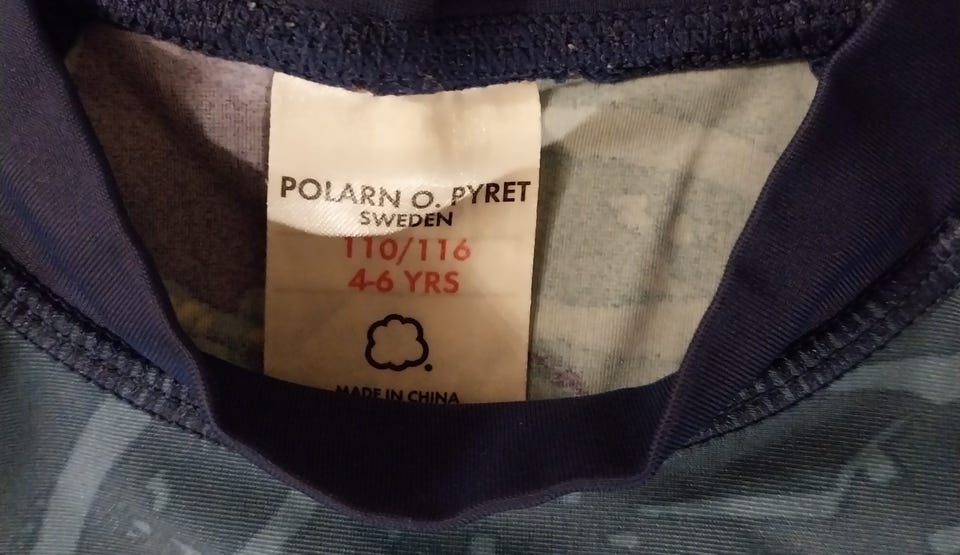 POLARN O. PYRET
SWEDEN
110/116
4-6 YRS
MADE IN CHINA